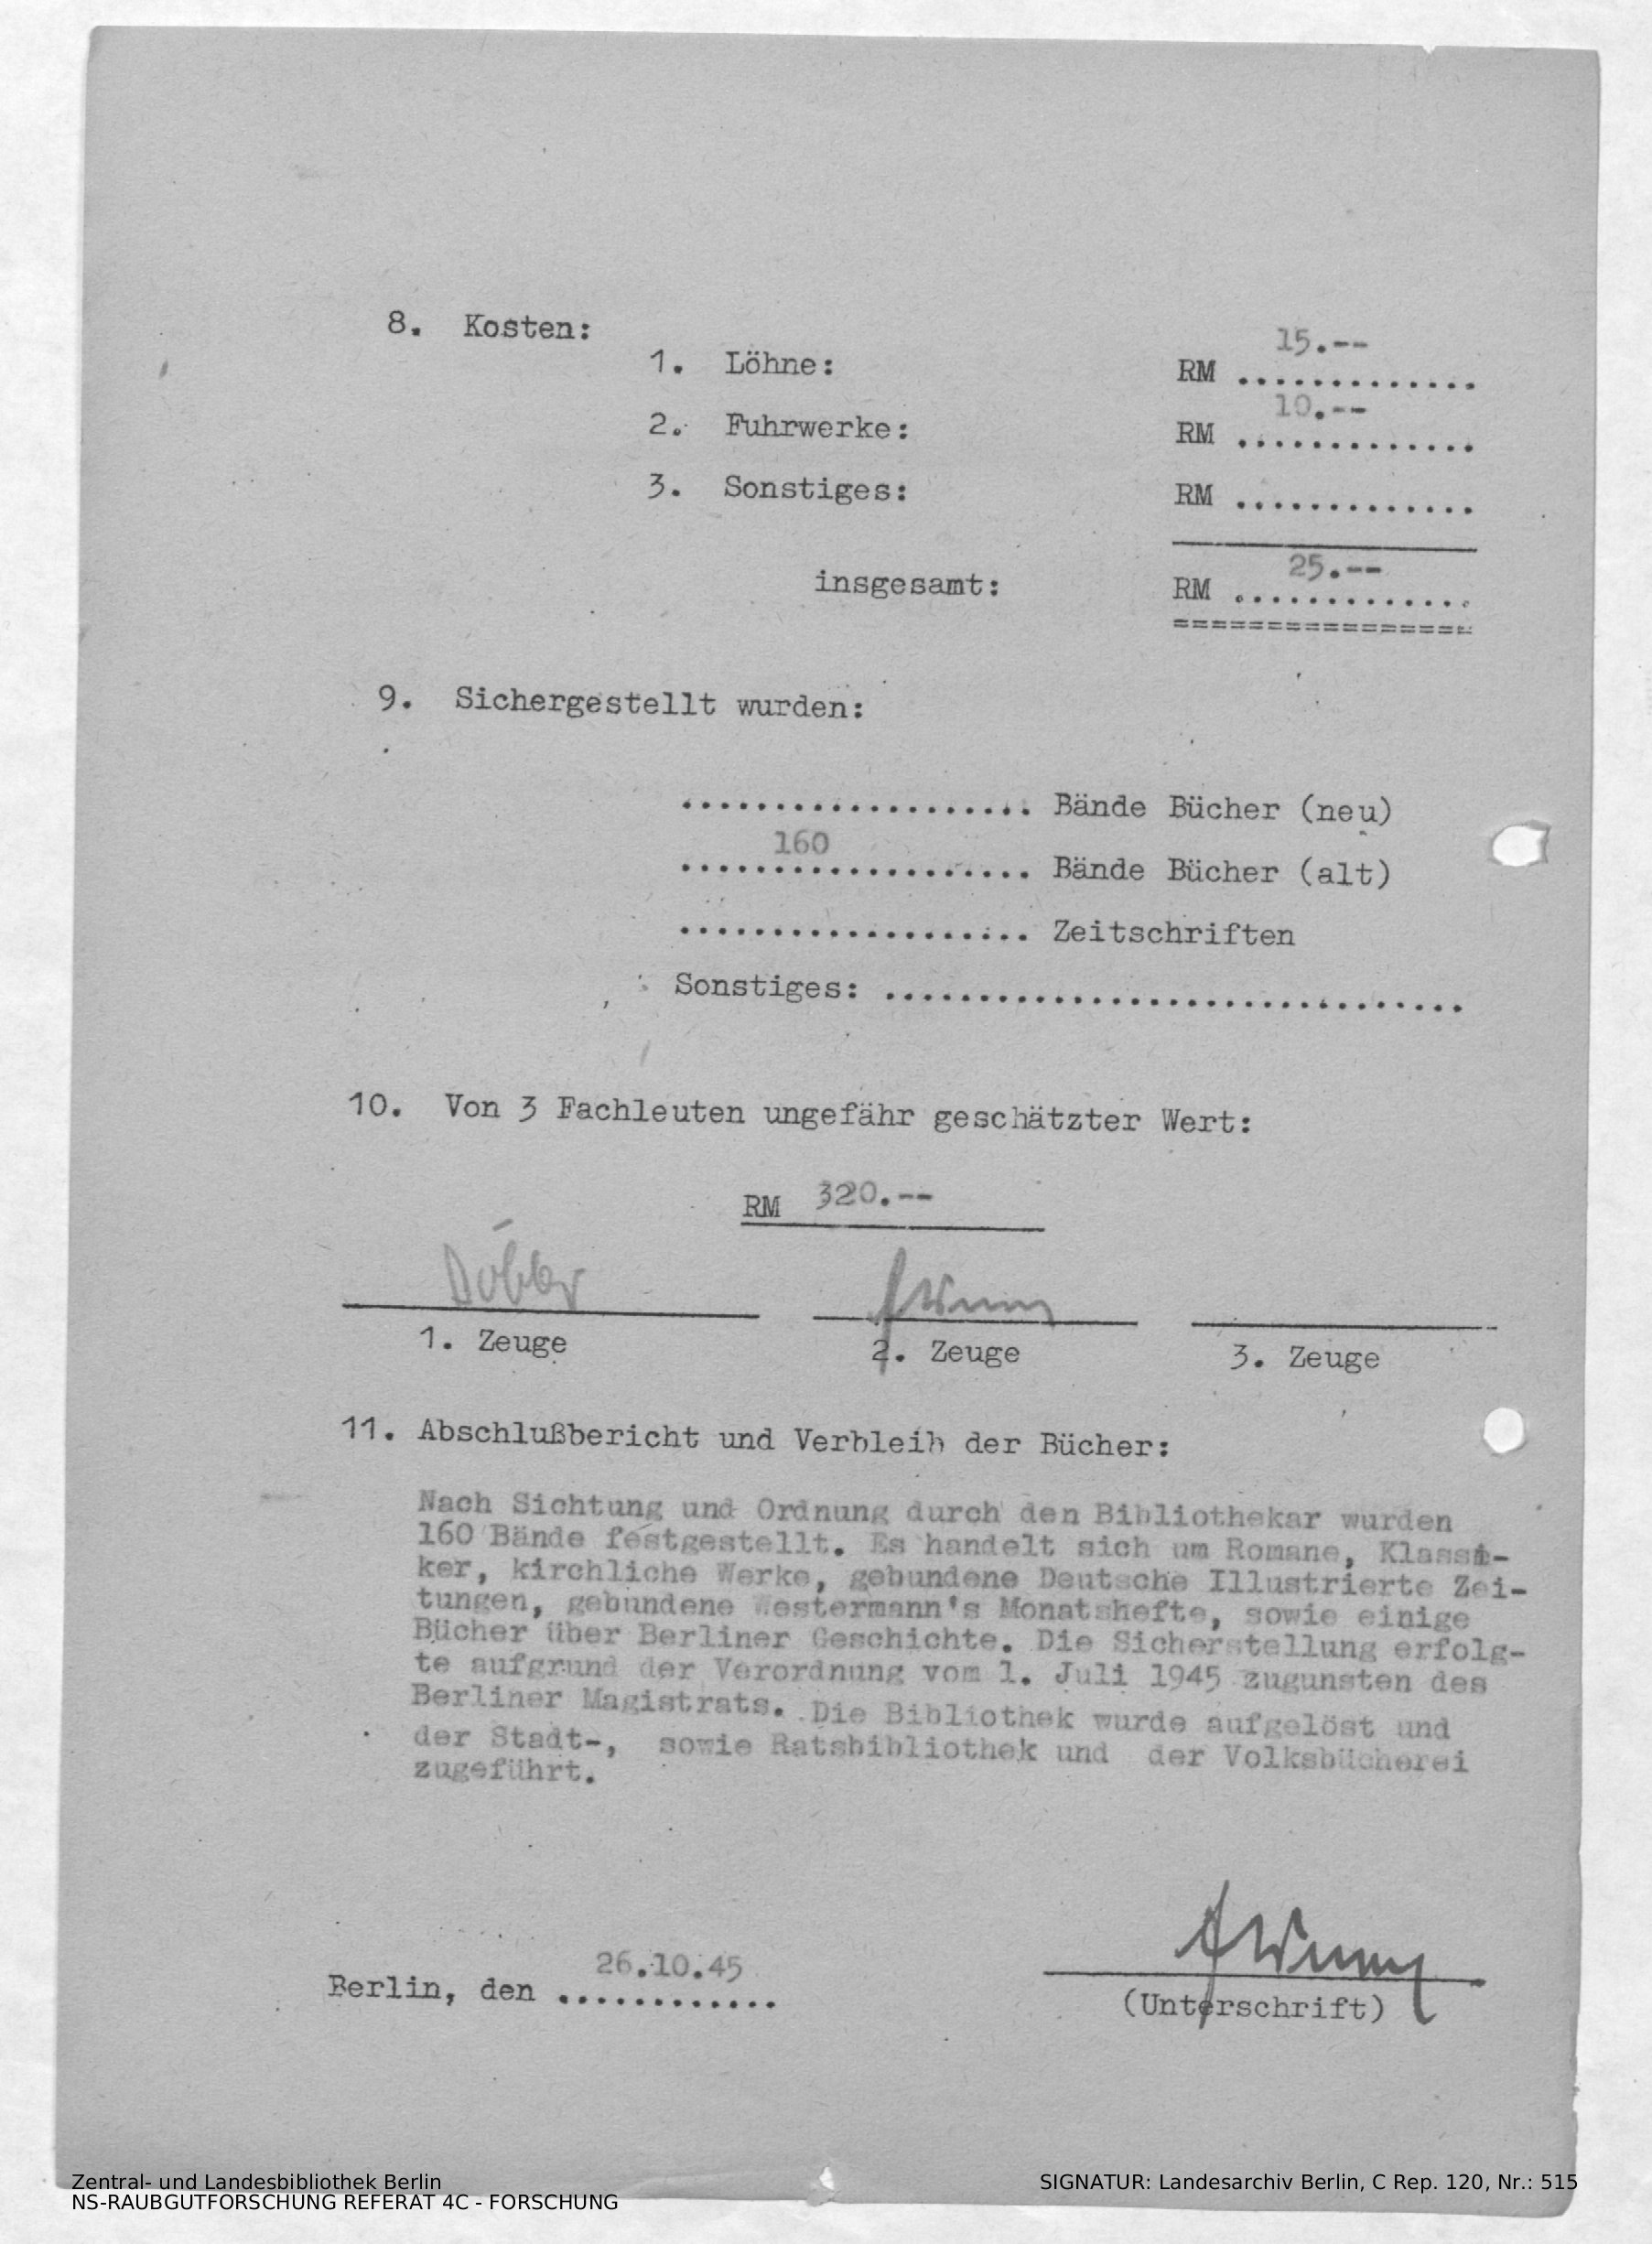 8. Kosten:
15.--
1. Löhne: RM .............
10.--
2. Fuhrwerke: RM .............
3. Sonstiges: RM .............
25.--
insgesamt: RM .............
================
9. Sichergestellt wurden:
................... Bände Bücher (neu)
160
................... Bände Bücher (alt)
................... Zeitschriften
Sonstiges: ...............................
10. Von 3 Fachleuten ungefähr geschätzter Wert:
RM 320.--
1. Zeuge 2. Zeuge 3. Zeuge
11. Abschlußbericht und Verbleib der Bücher:
Nach Sichtung und Ordnung durch den Bibliothekar wurden
160 Bände festgestellt. Es handelt sich um Romane, Klassi-
ker, kirchliche Werke, gebundene Deutsche Illustrierte Zei-
tungen, gebundene Westermann's Monatshefte, sowie einige
Bücher über Berliner Geschichte. Die Sicherstellung erfolg-
te aufgrund der Verordnung vom 1. Juli 1945 zugunsten des
Berliner Magistrats. Die Bibliothek wurde aufgelöst und
der Stadt-, sowie Ratsbibliothek und der Volksbücherei
zugeführt.
26.10.45
Berlin, den ............
(Unterschrift)
Zentral- und Landesbibliothek Berlin
NS-RAUBGUTFORSCHUNG REFERAT 4C - FORSCHUNG
SIGNATUR: Landesarchiv Berlin, C Rep. 120, Nr.: 515